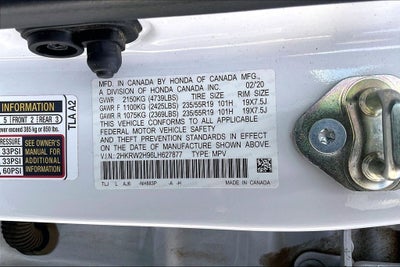 MFD. IN CANADA BY HONDA OF CANADA MFG.,
A DIVISION OF HONDA CANADA INC. 02/20
GVWR 2150KG (4739LBS) TIRE SIZE RIM SIZE
GAWR F 1100KG (2425LBS) 235/55R19 101H 19X7.5J
GAWR R 1075KG (2369LBS) 235/55R19 101H 19X7.5J
THIS VEHICLE CONFORMS TO ALL APPLICABLE
FEDERAL MOTOR VEHICLE SAFETY
AND THEFT PREVENTION STANDARDS IN EFFECT
ON THE DATE OF MANUFACTURE SHOWN ABOVE.
V.I.N.: 2HKRW2H96LH627877 TYPE MPV
TLJ L AJ6 NH883P -A -H MADE IN CANADA
TLA A2
5 FRONT 2 REAR 3
ever exceed 385 kg or 850 lbs.
33PSI
33PSI
60PSI
SEE OWNER'S
MANUAL FOR
ADDITIONAL
INFORMATION